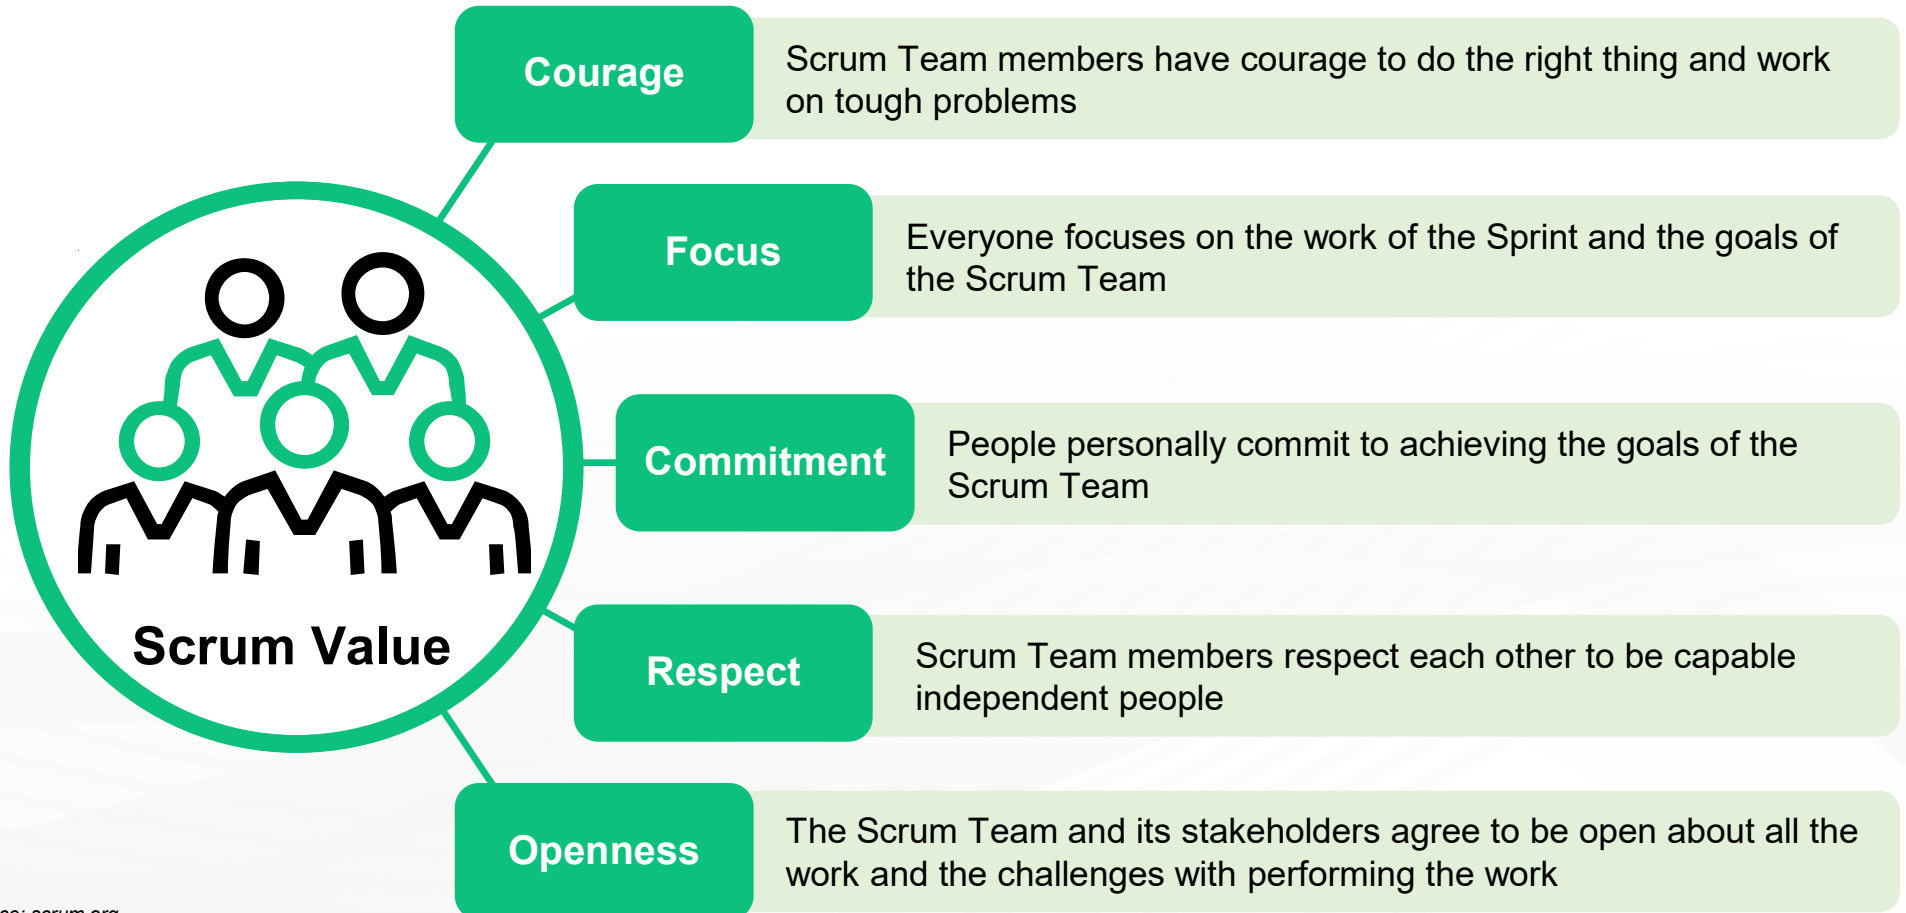 Courage
Scrum Team members have courage to do the right thing and work
on tough problems
Focus
Everyone focuses on the work of the Sprint and the goals of
the Scrum Team
Commitment
People personally commit to achieving the goals of the
Scrum Team
Scrum Value
Respect
Scrum Team members respect each other to be capable
independent people
Openness
The Scrum Team and its stakeholders agree to be open about all the
work and the challenges with performing the work
scrum.org